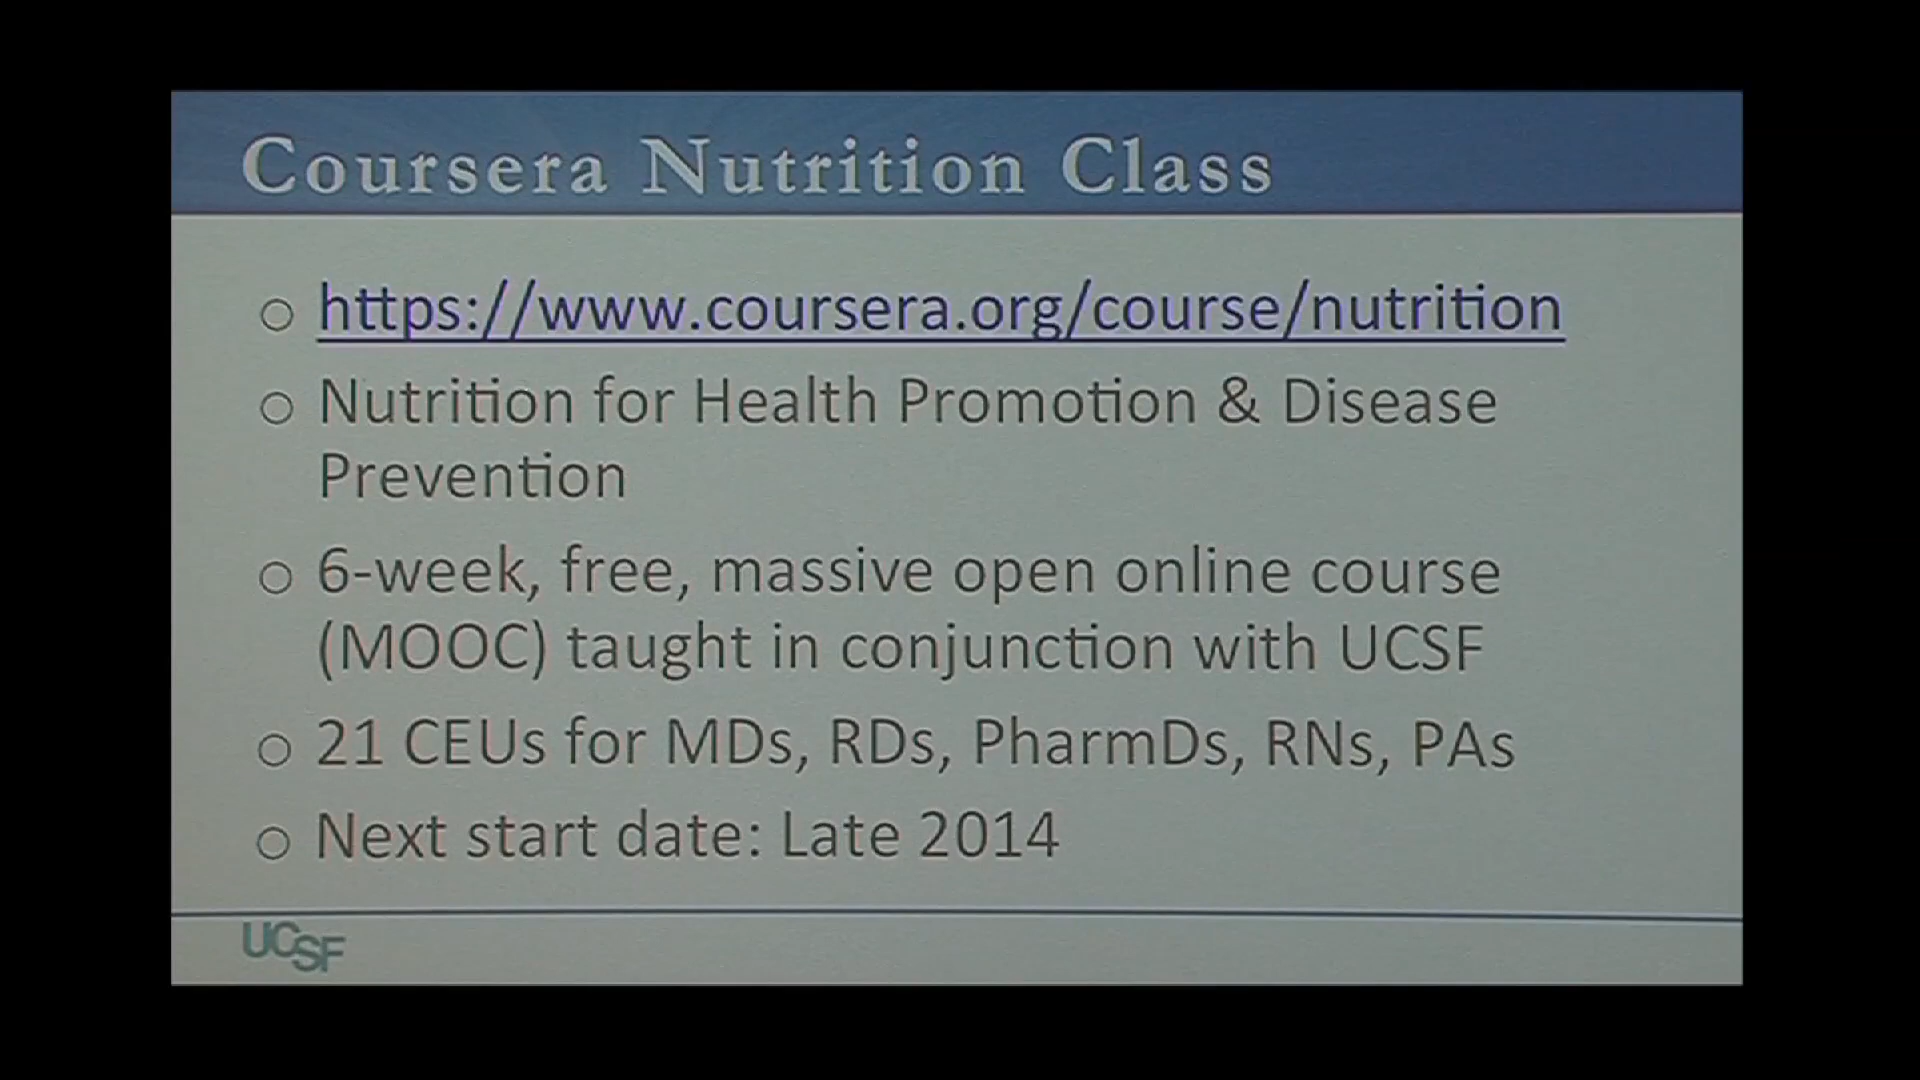 Coursera Nutrition Class
https://www.coursera.org/course/nutrition
Nutrition for Health Promotion & Disease
Prevention
6-week, free, massive open online course
(MOOC) taught in conjunction with UCSF
21 CEUs for MDs, RDs, PharmDs, RNs, PAs
Next start date: Late 2014
UCSF